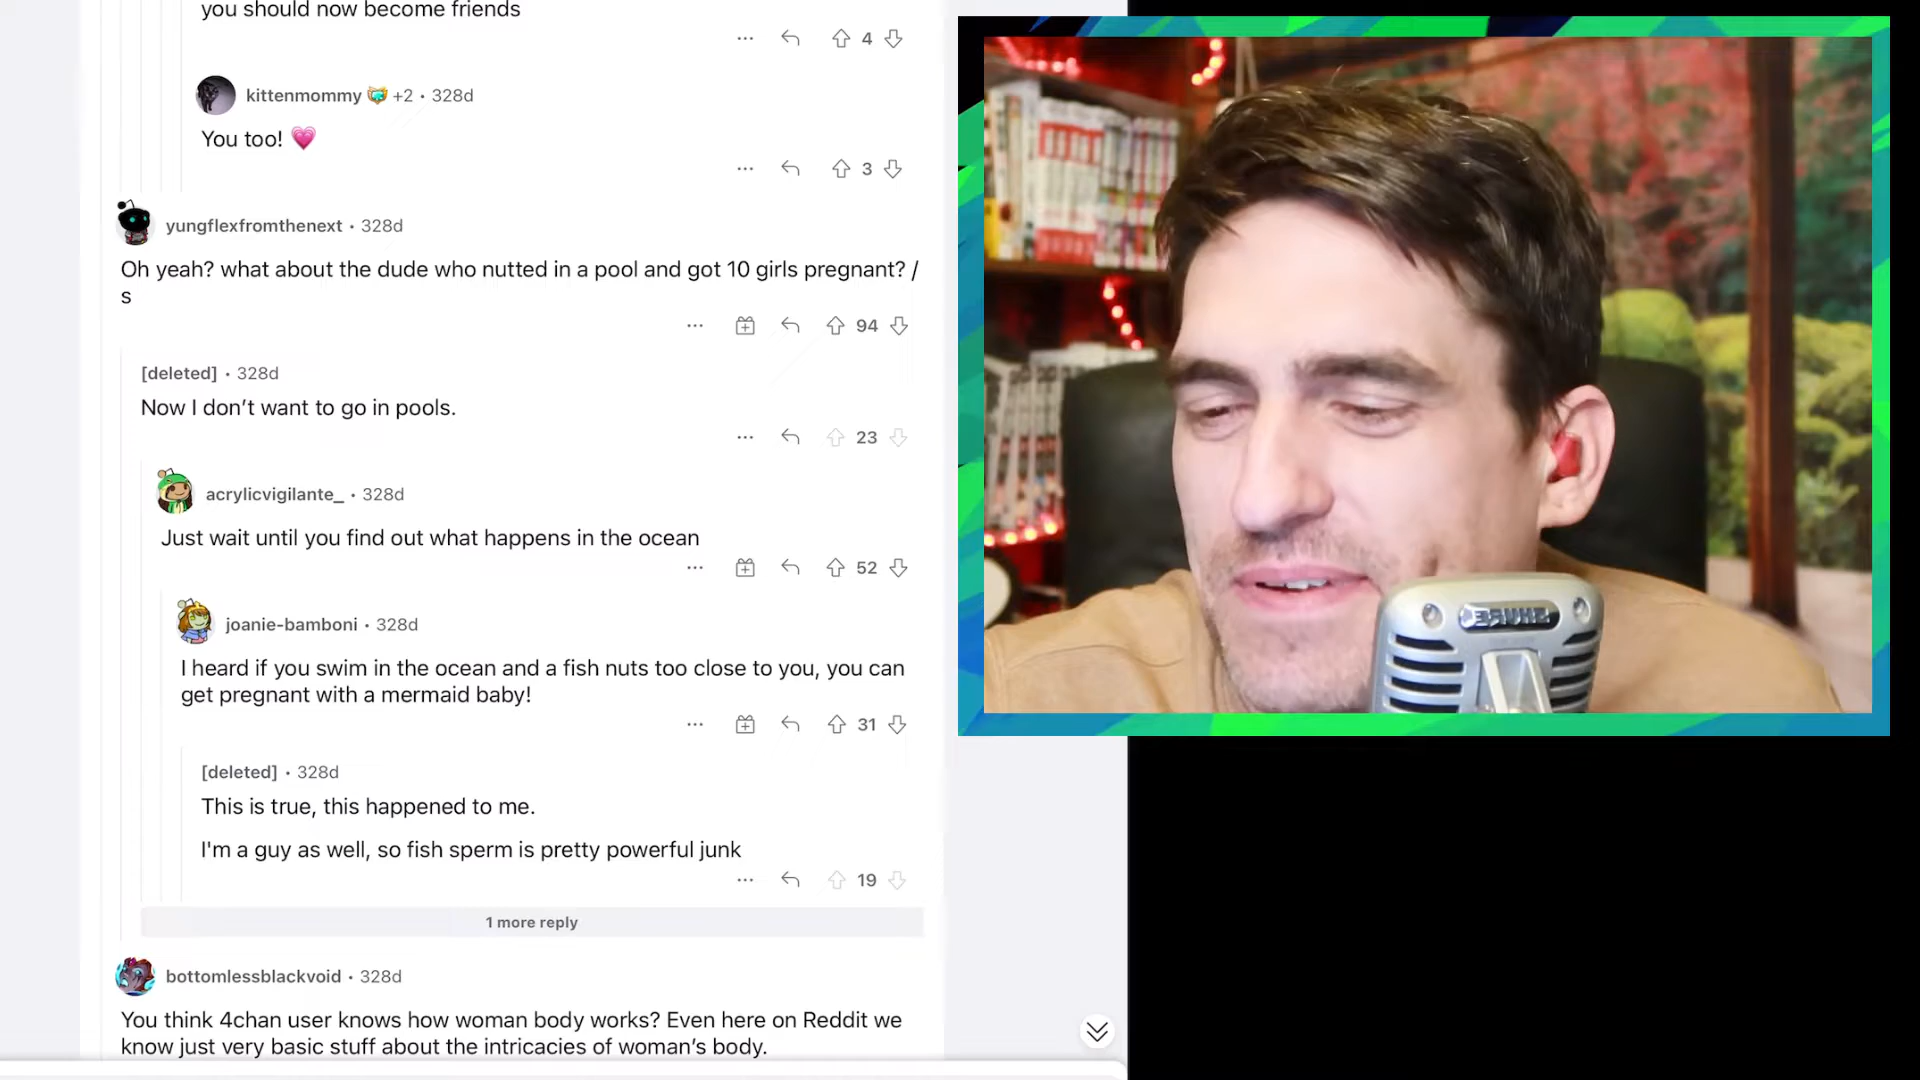 you should now become friends
4
kittenmommy +2 • 328d
You too!
3
yungflexfromthenext • 328d
Oh yeah? what about the dude who nutted in a pool and got 10 girls pregnant? /
s
94
[deleted] • 328d
Now I don’t want to go in pools.
23
acrylicvigilante_ • 328d
Just wait until you find out what happens in the ocean
52
joanie-bamboni • 328d
I heard if you swim in the ocean and a fish nuts too close to you, you can
get pregnant with a mermaid baby!
31
[deleted] • 328d
This is true, this happened to me.
I'm a guy as well, so fish sperm is pretty powerful junk
19
1 more reply
bottomlessblackvoid • 328d
You think 4chan user knows how woman body works? Even here on Reddit we
know just very basic stuff about the intricacies of woman’s body.
SHURE